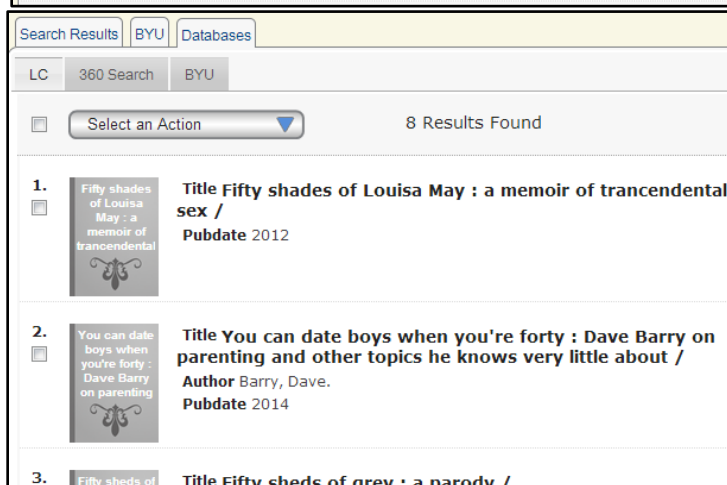 Search Results BYU Databases
LC 360 Search BYU
Select an Action 8 Results Found
1.
Fifty shades
of Louisa
May : a
memoir of
trancendental
Title Fifty shades of Louisa May : a memoir of trancendental
sex /
Pubdate 2012
2.
You can date
boys when
you're forty :
Dave Barry
on parenting
Title You can date boys when you're forty : Dave Barry on
parenting and other topics he knows very little about /
Author Barry, Dave.
Pubdate 2014
3.
Fifty sheds of
Title Fifty sheds of grey : a parody /